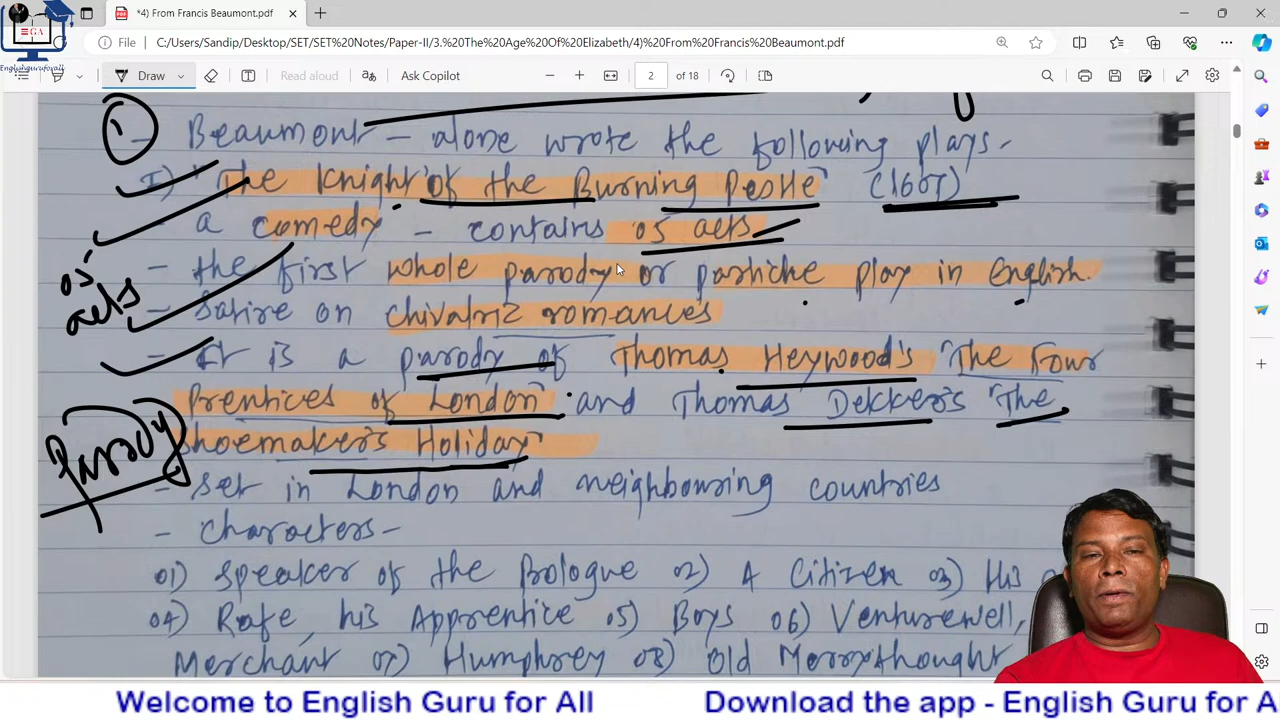 *4) From Francis Beaumont.pdf
File
C:/Users/Sandip/Desktop/SET/SET%20Notes/Paper-II/3.%20The%20Age%20Of%20Elizabeth/4)%20From%20Francis%20Beaumont.pdf
Draw
Read aloud
Ask Copilot
2 of 18
EGA
Englishguruforall
1
- Beaumont - alone wrote the following plays.
I) "The Knight of the Burning Pestle" (1607)
- a comedy - contains 05 acts
05 acts
- the first whole parody or pastiche play in English.
- Satire on chivalric romances
- It is a parody of Thomas Heywood's "The Four
Prentices of London" and Thomas Dekker's "The
Shoemaker's Holiday"
Parody
- Set in London and neighbouring countries
- Characters -
01) Speaker of the Prologue 02) A Citizen 03) His
04) Rafe, his Apprentice 05) Boys 06) Venturewell,
Merchant 07) Humphrey 08) Old Merrythought
Welcome to English Guru for All
Download the app - English Guru for A